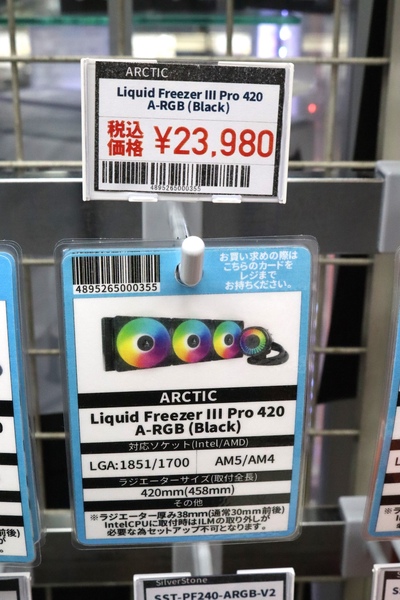 ARCTIC
Liquid Freezer III Pro 420
A-RGB (Black)
税込
価格
¥23,980
4895265000355
お買い求めの際は
こちらのカードを
レジまで
お持ちください。
4895265000355
ARCTIC
Liquid Freezer III Pro 420
A-RGB (Black)
対応ソケット(Intel/AMD)
LGA:1851/1700 AM5/AM4
ラジエーターサイズ(取付全長)
420mm(458mm)
その他
※ラジエーター厚み38mm(通常30mm前後)
IntelCPUに取付時はILMの取り外しが
必要な為セットアップ不可となります。
SilverStone
SST-PF240-ARGB-V2